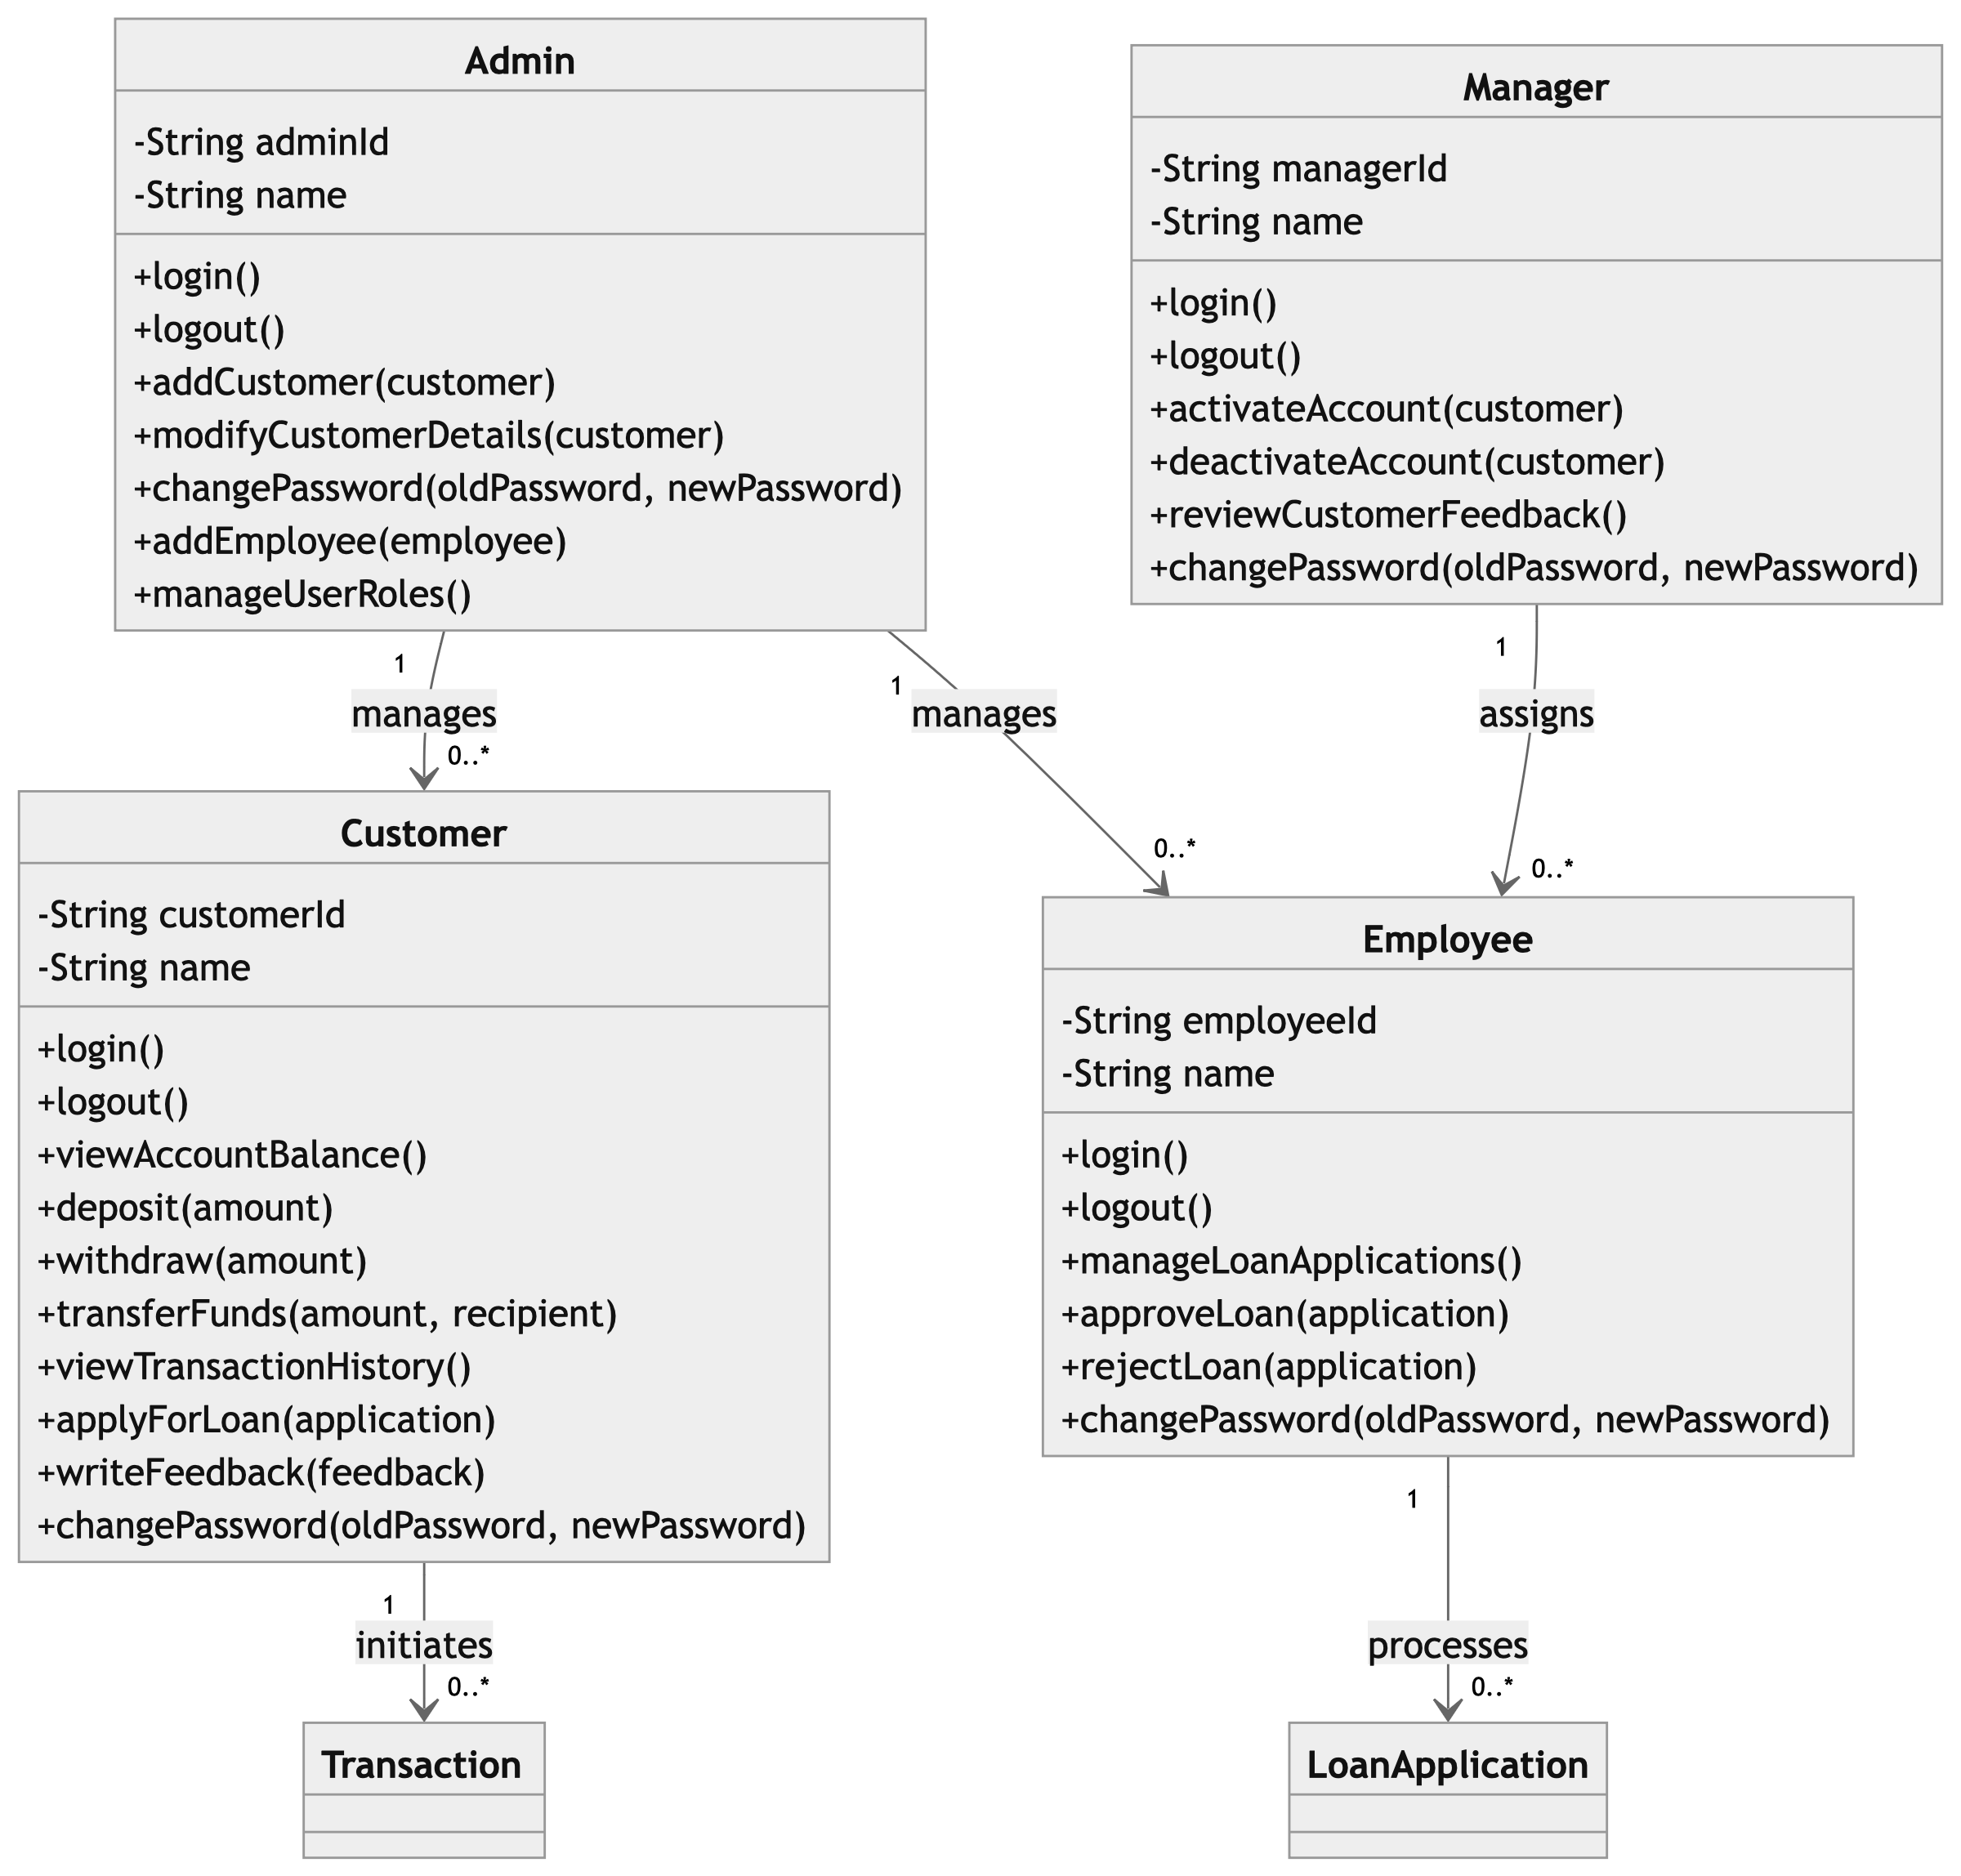 Admin
-String adminId
-String name
+login()
+logout()
+addCustomer(customer)
+modifyCustomerDetails(customer)
+changePassword(oldPassword, newPassword)
+addEmployee(employee)
+manageUserRoles()
Manager
-String managerId
-String name
+login()
+logout()
+activateAccount(customer)
+deactivateAccount(customer)
+reviewCustomerFeedback()
+changePassword(oldPassword, newPassword)
1
manages
0..*
1
manages
0..*
1
assigns
0..*
Customer
-String customerId
-String name
+login()
+logout()
+viewAccountBalance()
+deposit(amount)
+withdraw(amount)
+transferFunds(amount, recipient)
+viewTransactionHistory()
+applyForLoan(application)
+writeFeedback(feedback)
+changePassword(oldPassword, newPassword)
Employee
-String employeeId
-String name
+login()
+logout()
+manageLoanApplications()
+approveLoan(application)
+rejectLoan(application)
+changePassword(oldPassword, newPassword)
1
initiates
0..*
1
processes
0..*
Transaction
LoanApplication